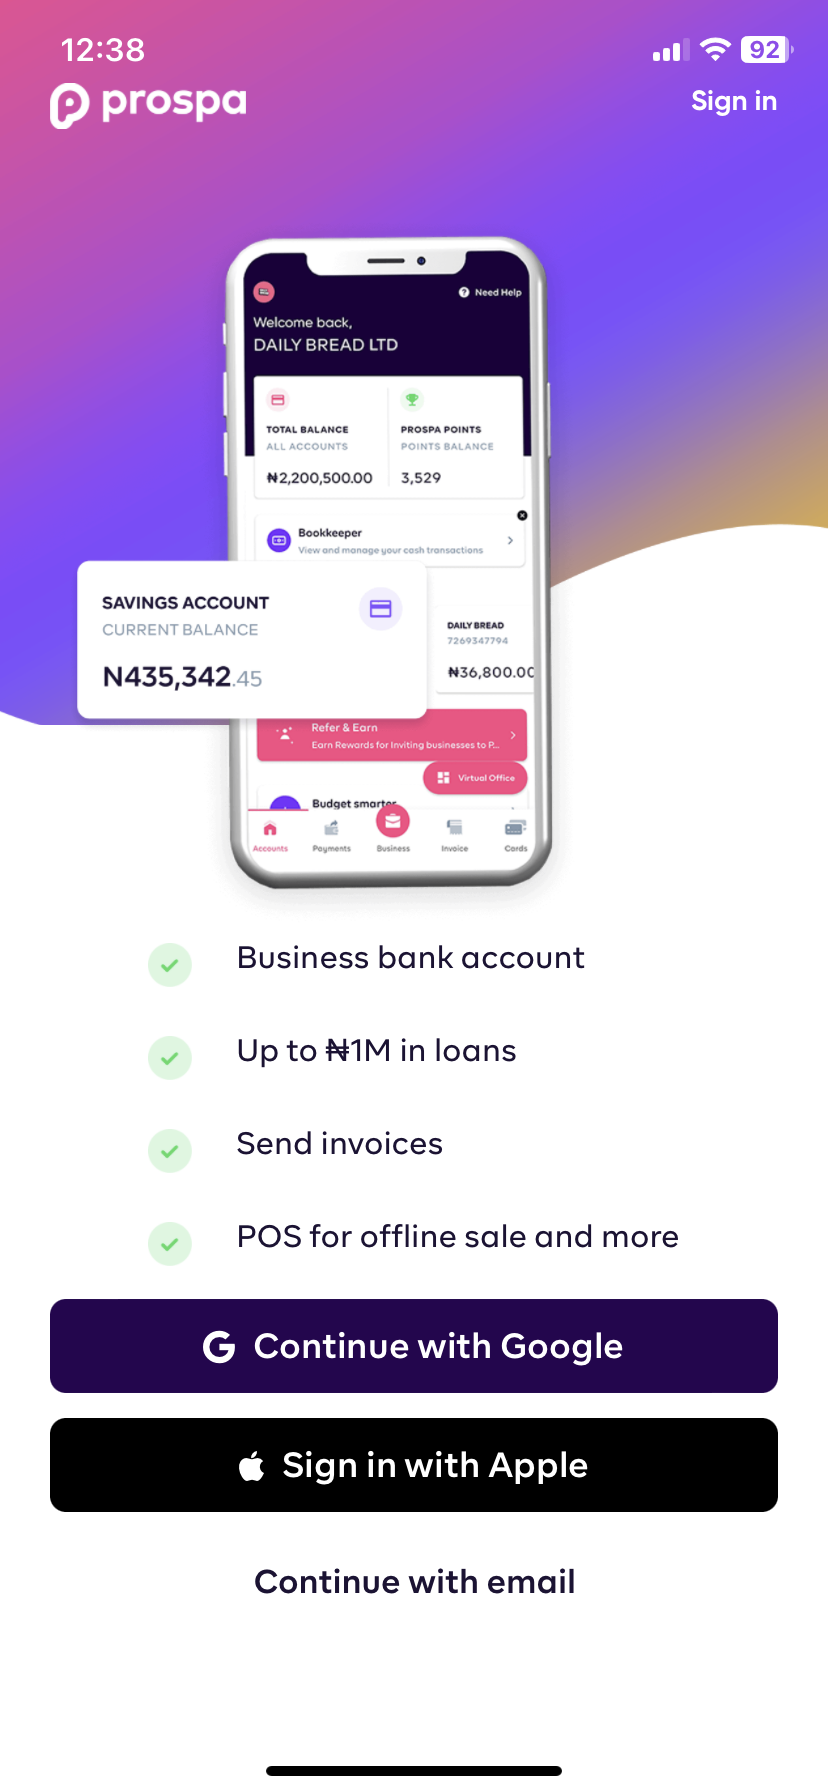 12:38
92
prospa
Sign in
Need Help
Welcome back,
DAILY BREAD LTD
TOTAL BALANCE
ALL ACCOUNTS
₦2,200,500.00
PROSPA POINTS
POINTS BALANCE
3,529
Bookkeeper
View and manage your cash transactions
SAVINGS ACCOUNT
CURRENT BALANCE
N435,342.45
DAILY BREAD
7269347794
₦36,800.00
Refer & Earn
Earn Rewards for Inviting businesses to P...
Virtual Office
Budget smarter
Accounts
Payments
Business
Invoice
Cards
Business bank account
Up to ₦1M in loans
Send invoices
POS for offline sale and more
G Continue with Google
Sign in with Apple
Continue with email